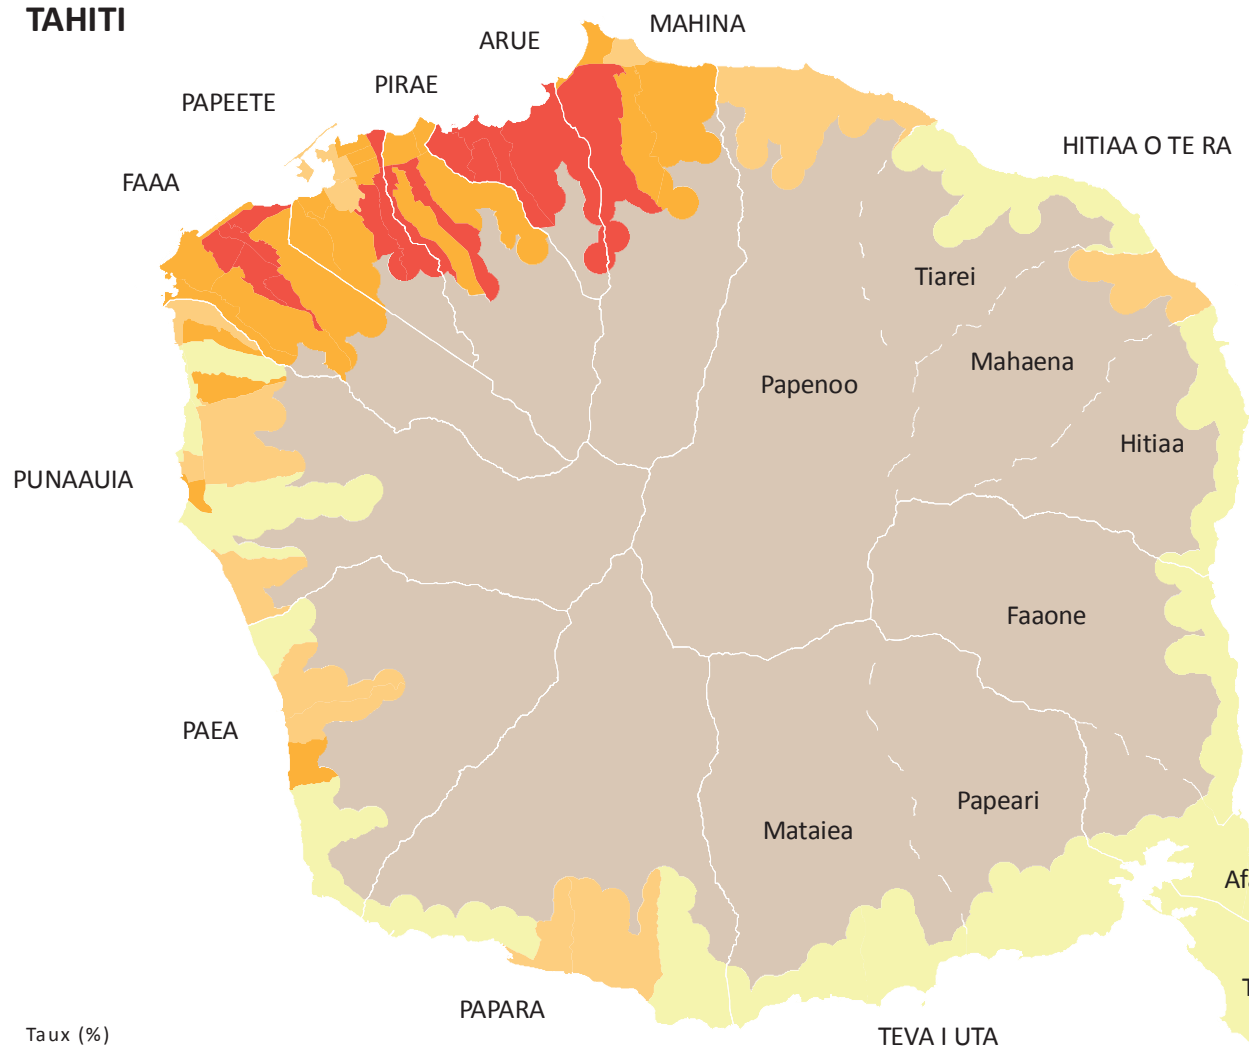 TAHITI
MAHINA
ARUE
PIRAE
PAPEETE
HITIAA O TE RA
FAAA
Tiarei
Mahaena
Papenoo
Hitiaa
PUNAAUIA
Faaone
PAEA
Papeari
Mataiea
Af
PAPARA
T
TEVA I UTA
Taux (%)